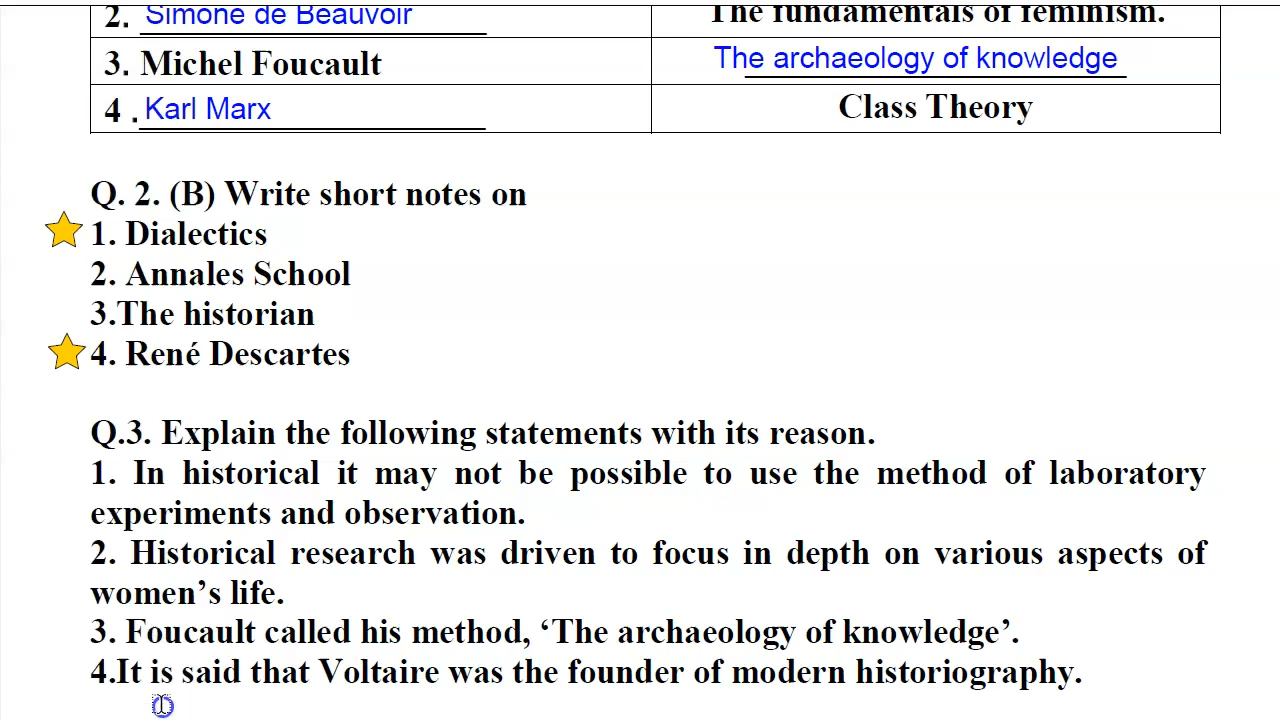 2. Simone de Beauvoir The fundamentals of feminism.
3. Michel Foucault The archaeology of knowledge
4 . Karl Marx Class Theory
Q. 2. (B) Write short notes on
1. Dialectics
2. Annales School
3.The historian
4. René Descartes
Q.3. Explain the following statements with its reason.
1. In historical it may not be possible to use the method of laboratory
experiments and observation.
2. Historical research was driven to focus in depth on various aspects of
women’s life.
3. Foucault called his method, ‘The archaeology of knowledge’.
4.It is said that Voltaire was the founder of modern historiography.